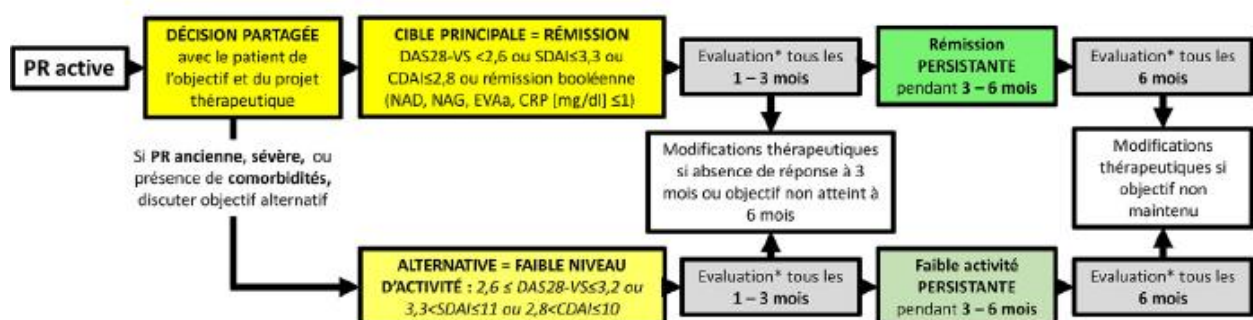 PR active
DÉCISION PARTAGÉE
avec le patient de
l'objectif et du projet
thérapeutique
CIBLE PRINCIPALE = RÉMISSION
DAS28-VS <2,6 ou SDAI≤3,3 ou
CDAI≤2,8 ou rémission booléenne
(NAD, NAG, EVAa, CRP [mg/dl] ≤1)
Evaluation* tous les
1 – 3 mois
Rémission
PERSISTANTE
pendant 3 – 6 mois
Evaluation* tous les
6 mois
Si PR ancienne, sévère, ou
présence de comorbidités,
discuter objectif alternatif
Modifications thérapeutiques
si absence de réponse à 3
mois ou objectif non atteint à
6 mois
Modifications
thérapeutiques si
objectif non
maintenu
ALTERNATIVE = FAIBLE NIVEAU
D'ACTIVITÉ : 2,6 ≤ DAS28-VS≤3,2 ou
3,3<SDAI≤11 ou 2,8<CDAI≤10
Evaluation* tous les
1 – 3 mois
Faible activité
PERSISTANTE
pendant 3 – 6 mois
Evaluation* tous les
6 mois